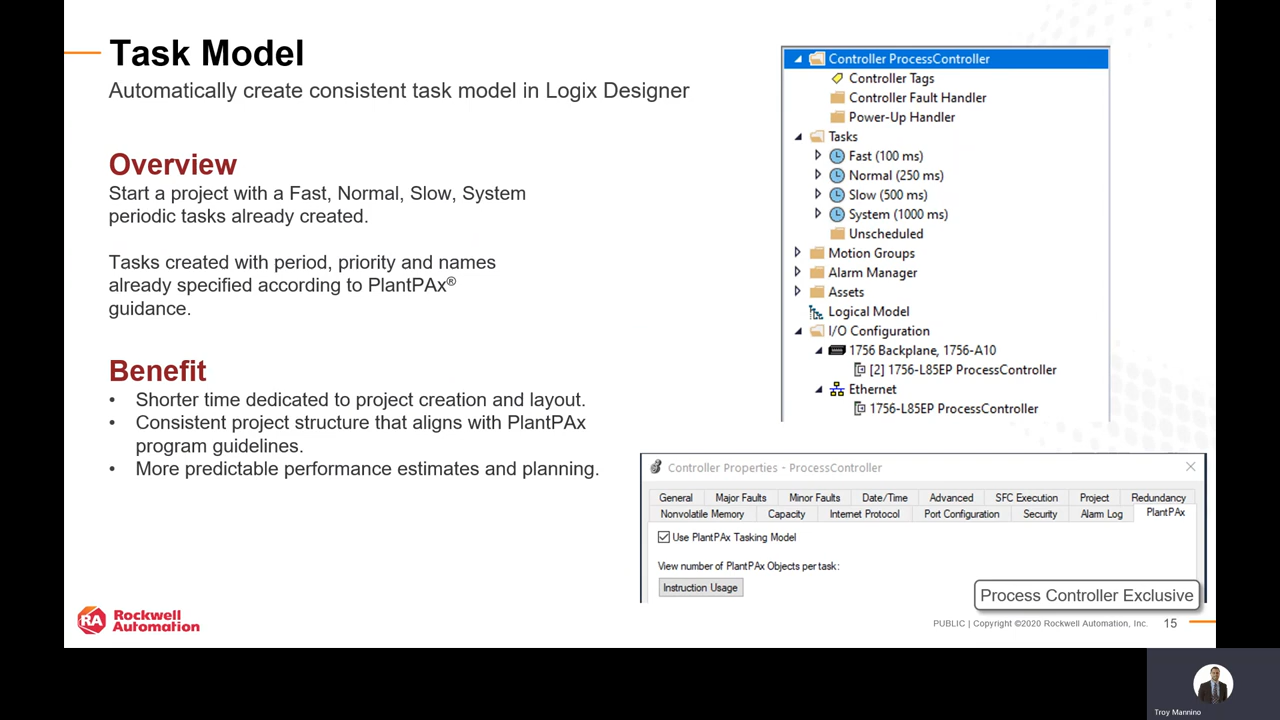 Task Model
Automatically create consistent task model in Logix Designer
Overview
Start a project with a Fast, Normal, Slow, System
periodic tasks already created.
Tasks created with period, priority and names
already specified according to PlantPAx®
guidance.
Benefit
• Shorter time dedicated to project creation and layout.
• Consistent project structure that aligns with PlantPAx
program guidelines.
• More predictable performance estimates and planning.
Controller ProcessController
Controller Tags
Controller Fault Handler
Power-Up Handler
Tasks
Fast (100 ms)
Normal (250 ms)
Slow (500 ms)
System (1000 ms)
Unscheduled
Motion Groups
Alarm Manager
Assets
Logical Model
I/O Configuration
1756 Backplane, 1756-A10
[2] 1756-L85EP ProcessController
Ethernet
1756-L85EP ProcessController
Controller Properties - ProcessController
General Major Faults Minor Faults Date/Time Advanced SFC Execution Project Redundancy
Nonvolatile Memory Capacity Internet Protocol Port Configuration Security Alarm Log PlantPAx
Use PlantPAx Tasking Model
View number of PlantPAx Objects per task:
Instruction Usage
Process Controller Exclusive
RA Rockwell
Automation
PUBLIC | Copyright ©2020 Rockwell Automation, Inc. 15
Troy Mannino